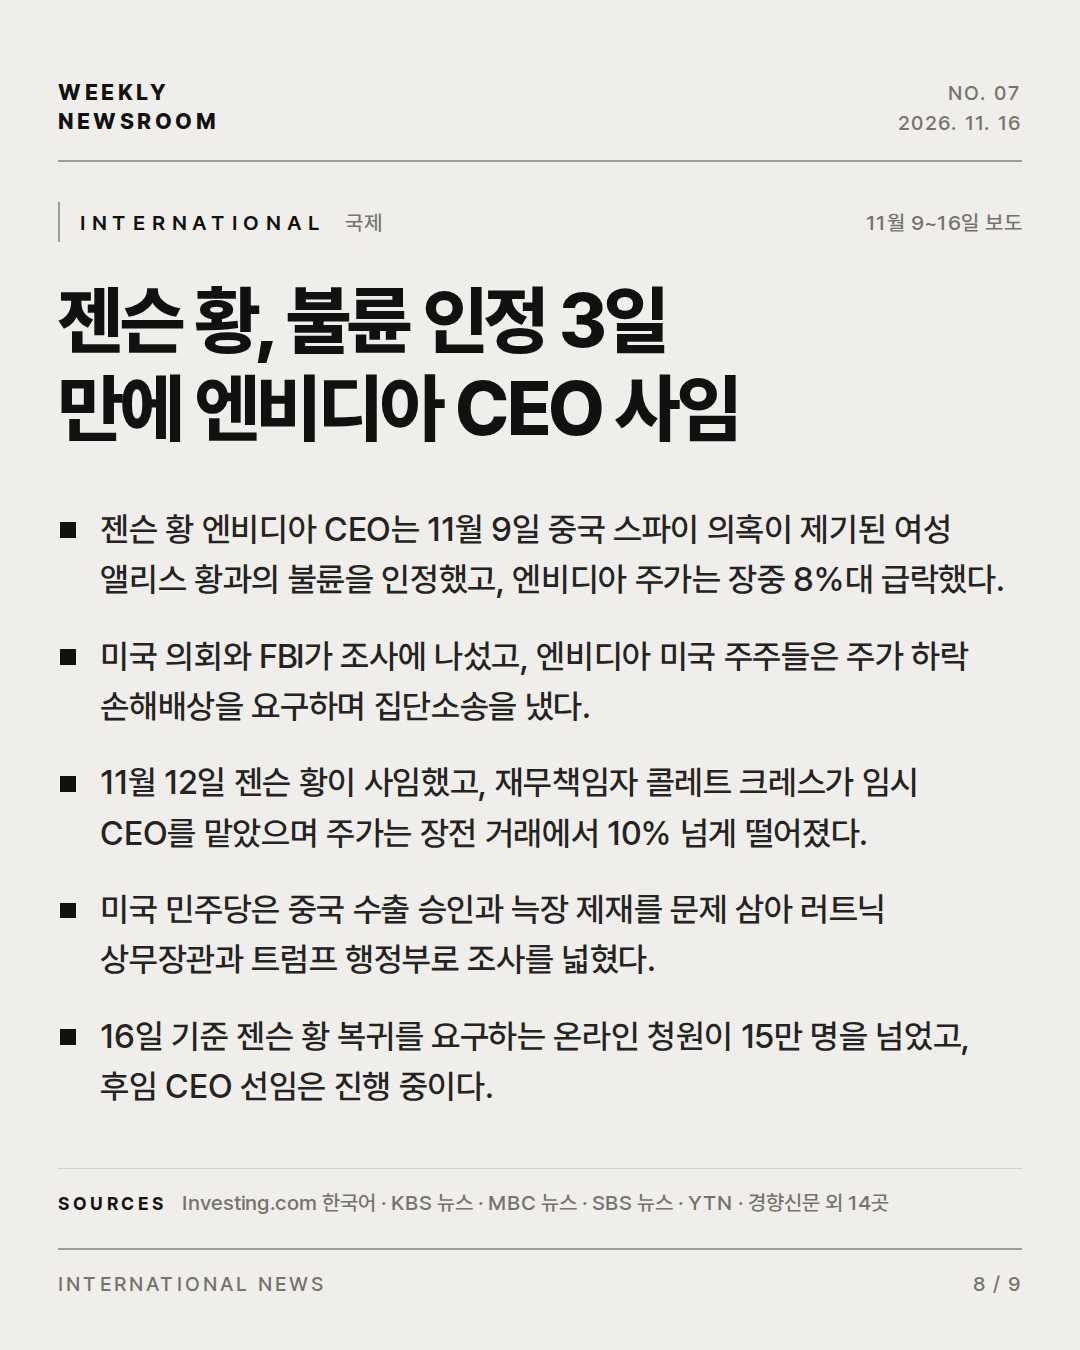 WEEKLY
NEWSROOM
NO. 07
2026. 11. 16
INTERNATIONAL 국제
11월 9~16일 보도
젠슨 황, 불륜 인정 3일
만에 엔비디아 CEO 사임
■ 젠슨 황 엔비디아 CEO는 11월 9일 중국 스파이 의혹이 제기된 여성
앨리스 황과의 불륜을 인정했고, 엔비디아 주가는 장중 8%대 급락했다.
■ 미국 의회와 FBI가 조사에 나섰고, 엔비디아 미국 주주들은 주가 하락
손해배상을 요구하며 집단소송을 냈다.
■ 11월 12일 젠슨 황이 사임했고, 재무책임자 콜레트 크레스가 임시
CEO를 맡았으며 주가는 장전 거래에서 10% 넘게 떨어졌다.
■ 미국 민주당은 중국 수출 승인과 늑장 제재를 문제 삼아 러트닉
상무장관과 트럼프 행정부로 조사를 넓혔다.
■ 16일 기준 젠슨 황 복귀를 요구하는 온라인 청원이 15만 명을 넘었고,
후임 CEO 선임은 진행 중이다.
SOURCES Investing.com 한국어 · KBS 뉴스 · MBC 뉴스 · SBS 뉴스 · YTN · 경향신문 외 14곳
INTERNATIONAL NEWS
8 / 9